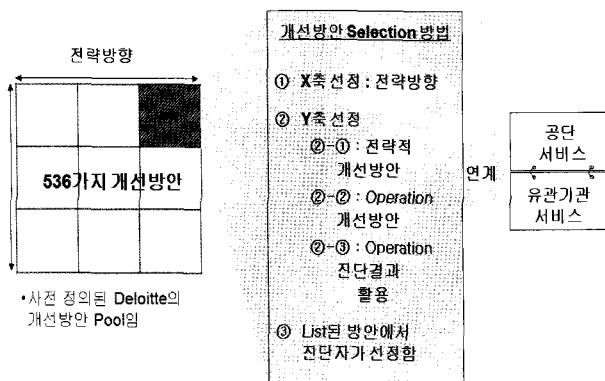 전략방향
536가지 개선방안
•사전 정의된 Deloitte의
개선방안 Pool임
개선방안 Selection 방법
① X축선정 : 전략방향
② Y축선정
②-① : 전략적
개선방안
②-② : Operation
개선방안
②-③ : Operation
진단결과
활용
③ List된 방안에서
진단자가 선정함
연계
공단
서비스
유관기관
서비스